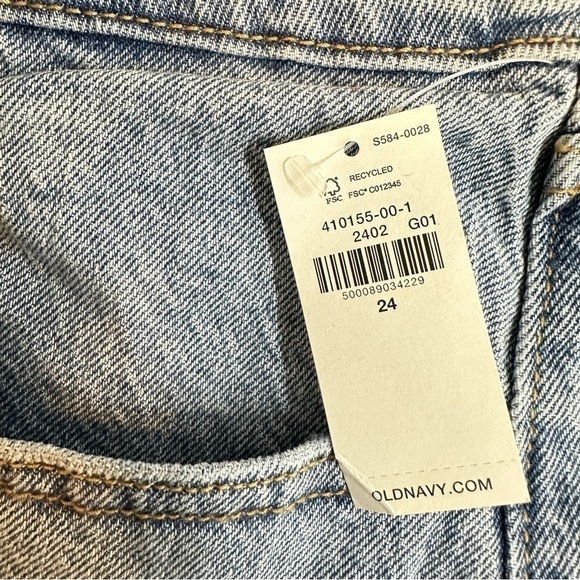 S584-0028
RECYCLED
FSC FSC® C012345
410155-00-1
2402 G01
500089034229
24
OLDNAVY.COM